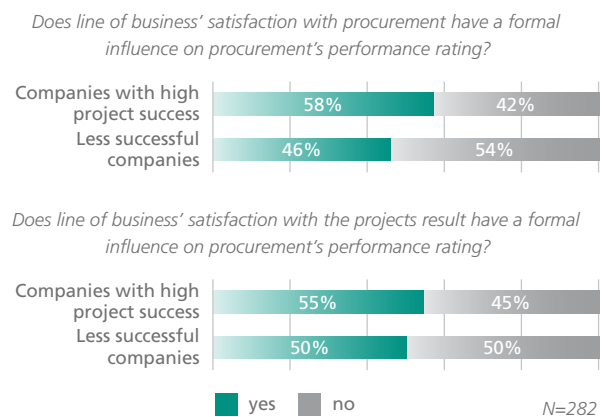 Does line of business’ satisfaction with procurement have a formal
influence on procurement’s performance rating?
Companies with high
project success
58%
42%
Less successful
companies
46%
54%
Does line of business’ satisfaction with the projects result have a formal
influence on procurement’s performance rating?
Companies with high
project success
55%
45%
Less successful
companies
50%
50%
yes
no
N=282